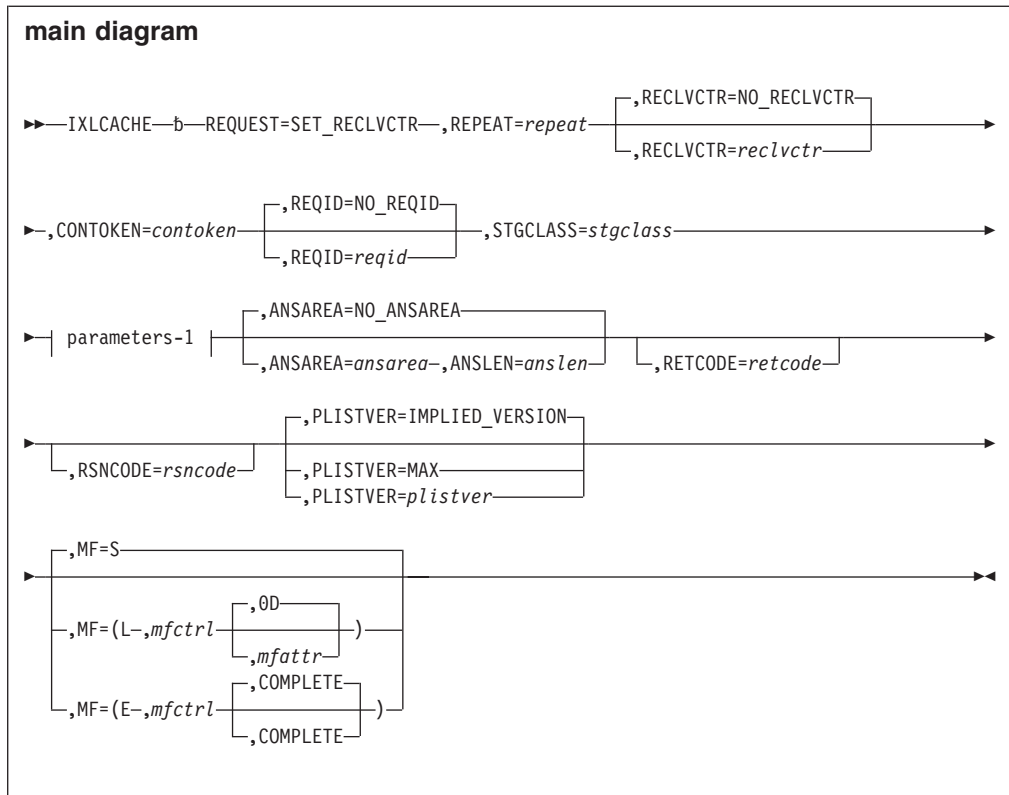 main diagram
,RECLVCTR=NO_RECLVCTR
IXLCACHE ƀ REQUEST=SET_RECLVCTR ,REPEAT=repeat
,RECLVCTR=reclvctr
,REQID=NO_REQID
,CONTOKEN=contoken ,STGCLASS=stgclass
,REQID=reqid
,ANSAREA=NO_ANSAREA
parameters-1
,ANSAREA=ansarea ,ANSLEN=anslen ,RETCODE=retcode
,PLISTVER=IMPLIED_VERSION
,RSNCODE=rsncode ,PLISTVER=MAX
,PLISTVER=plistver
,MF=S
,0D
,MF=(L ,mfctrl )
,mfattr
,COMPLETE
,MF=(E ,mfctrl )
,COMPLETE